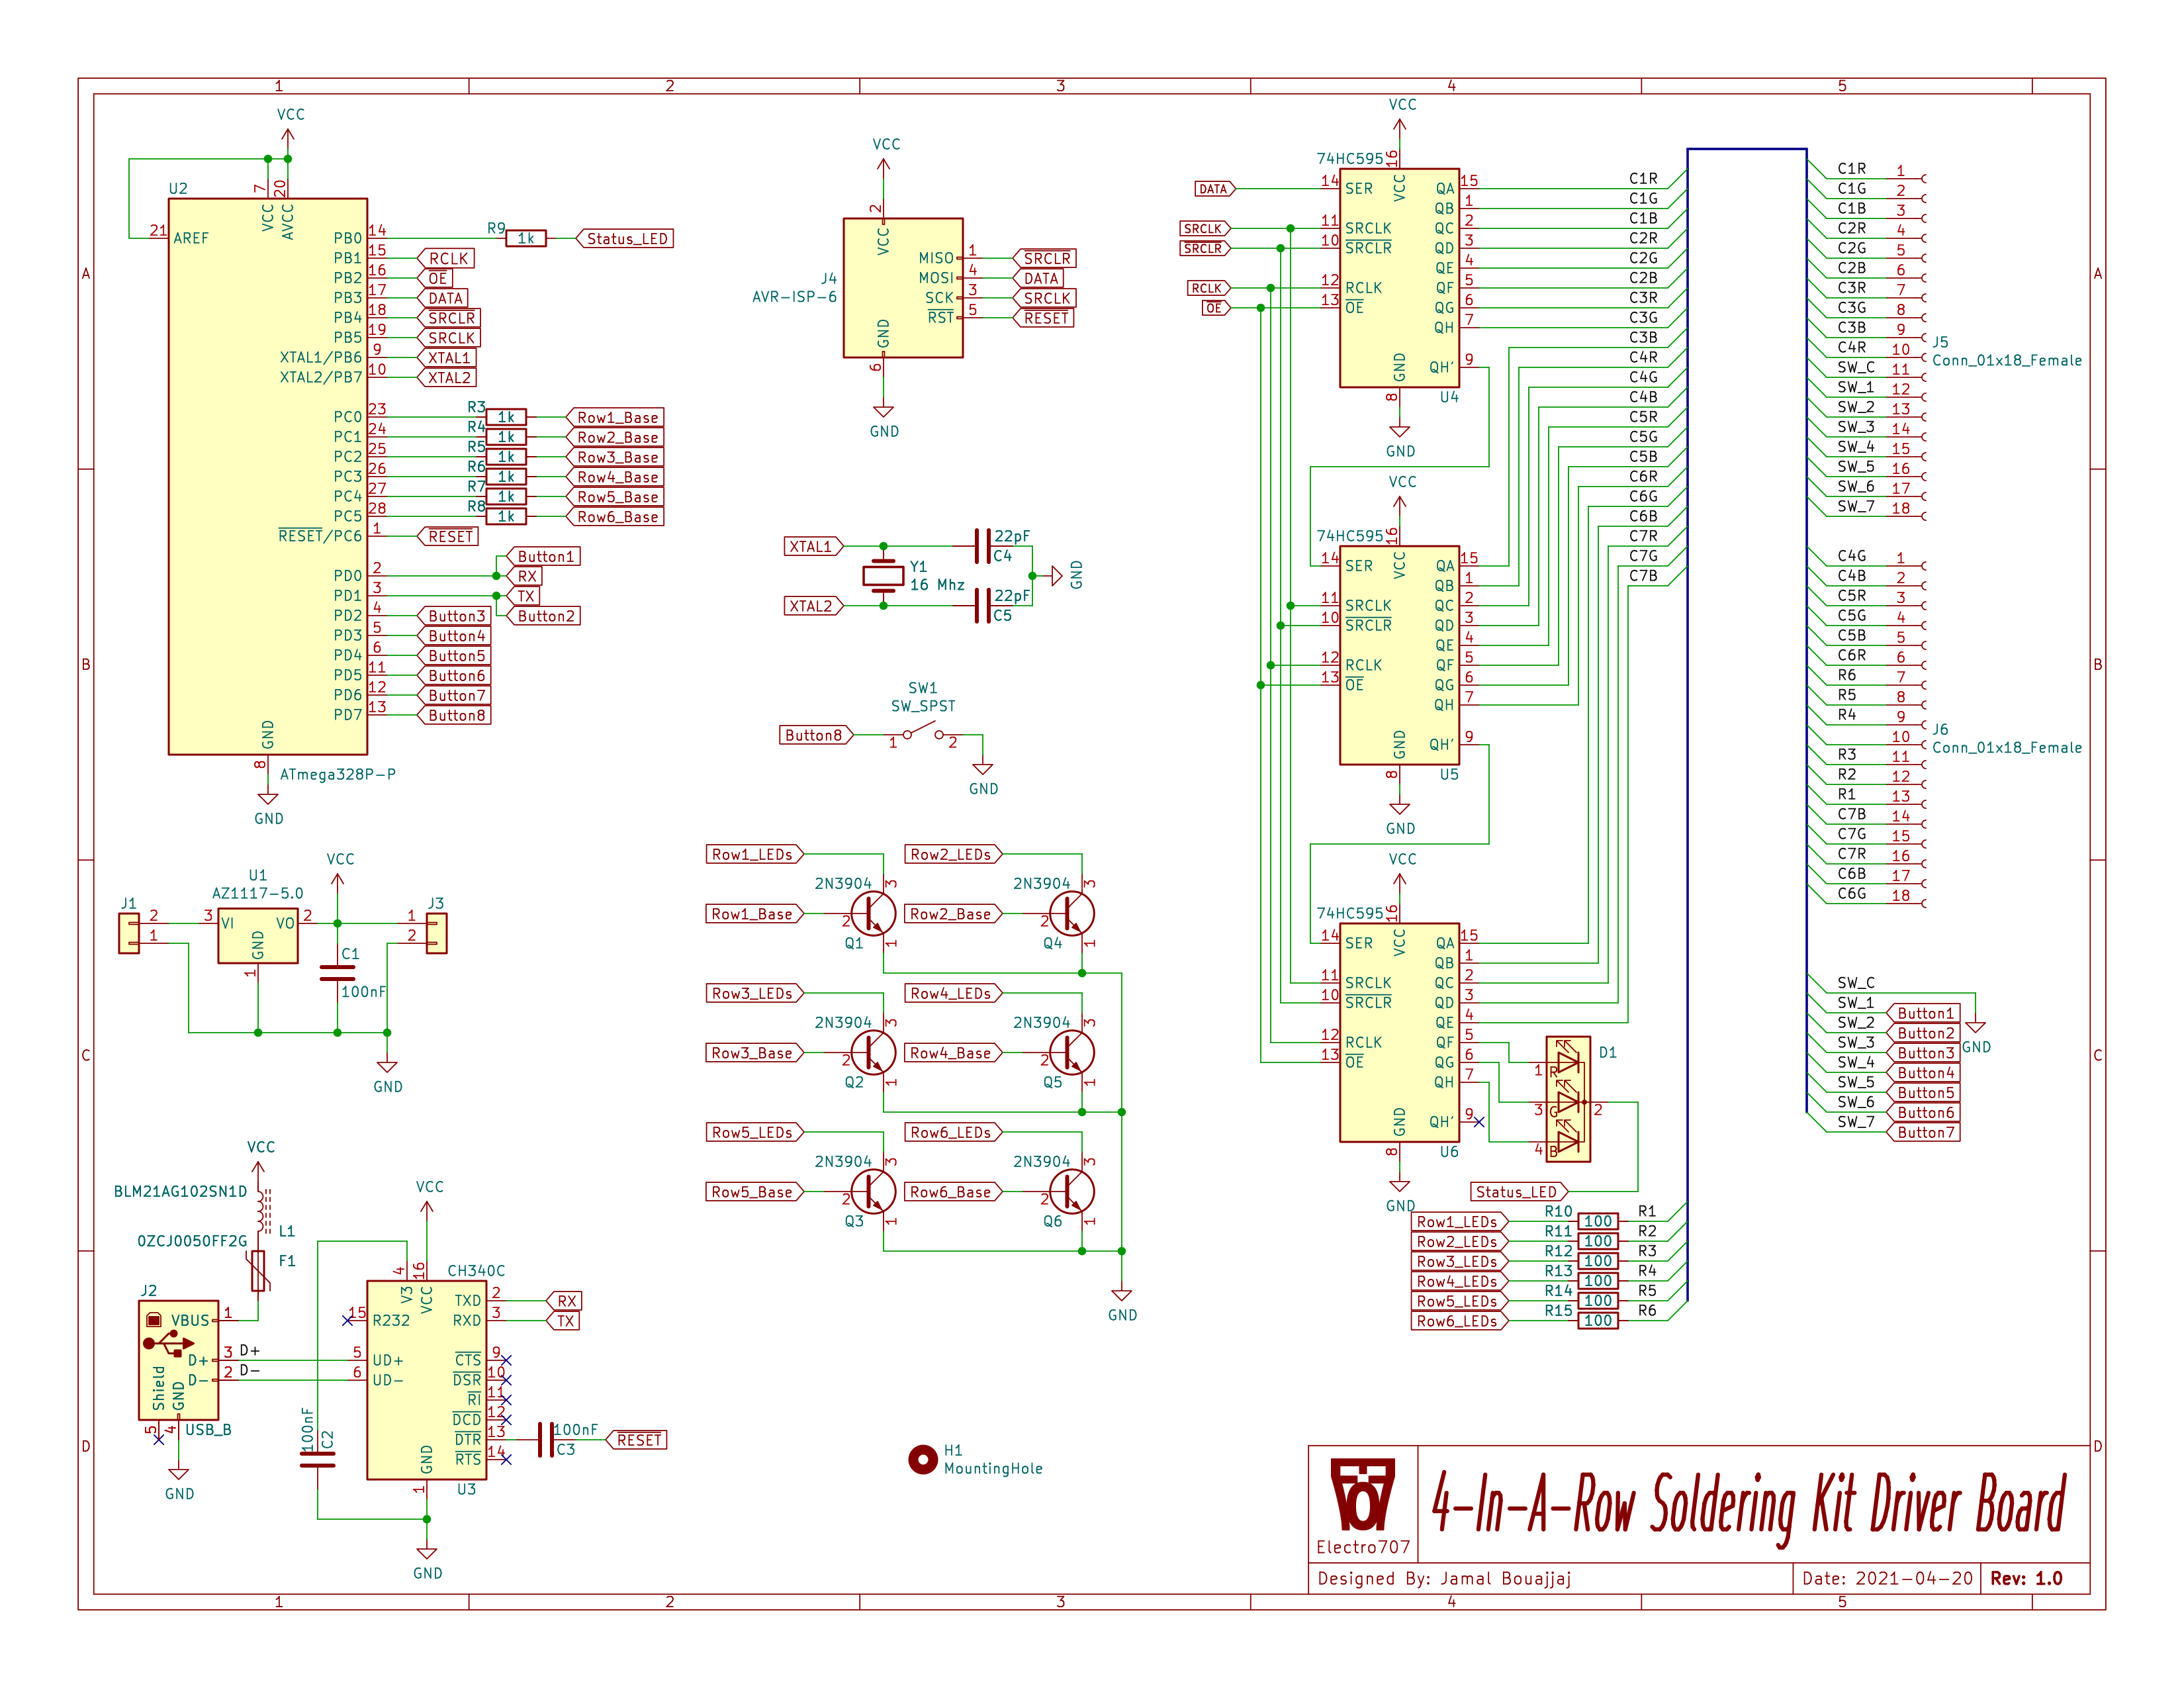 1 2 3 4 5
A
B
C
D
VCC
U2
7 VCC
20 AVCC
21 AREF
PB0 14
R9 1k
Status_LED
PB1 15 RCLK
PB2 16 OE
PB3 17 DATA
PB4 18 SRCLR
PB5 19 SRCLK
XTAL1/PB6 9 XTAL1
XTAL2/PB7 10 XTAL2
PC0 23 R3 1k Row1_Base
PC1 24 R4 1k Row2_Base
PC2 25 R5 1k Row3_Base
PC3 26 R6 1k Row4_Base
PC4 27 R7 1k Row5_Base
PC5 28 R8 1k Row6_Base
RESET/PC6 1 RESET
Button1
PD0 2 RX
PD1 3 TX
Button2
PD2 4 Button3
PD3 5 Button4
PD4 6 Button5
PD5 11 Button6
PD6 12 Button7
PD7 13 Button8
GND
8
ATmega328P-P
GND
VCC
U1
AZ1117-5.0
J1
2
1
3 VI
VO 2
GND
1
C1
100nF
J3
1
2
GND
VCC
BLM21AG102SN1D
L1
0ZCJ0050FF2G
F1
J2
VBUS 1
D+ 3 D+
D- 2 D-
Shield
GND
5
4
USB_B
GND
VCC
CH340C
4 V3
16 VCC
15 R232
5 UD+
6 UD-
TXD 2 RX
RXD 3 TX
CTS 9
DSR 10
RI 11
DCD 12
DTR 13
RTS 14
100nF
C3
RESET
100nF
C2
GND
1
U3
GND
VCC
2
VCC
J4
AVR-ISP-6
MISO 1 SRCLR
MOSI 4 DATA
SCK 3 SRCLK
RST 5 RESET
GND
6
GND
XTAL1
22pF
C4
Y1
16 Mhz
GND
XTAL2
22pF
C5
SW1
SW_SPST
Button8
1
2
GND
Row1_LEDs
2N3904
3
Row1_Base
2
Q1
1
Row2_LEDs
2N3904
3
Row2_Base
2
Q4
1
Row3_LEDs
2N3904
3
Row3_Base
2
Q2
1
Row4_LEDs
2N3904
3
Row4_Base
2
Q5
1
Row5_LEDs
2N3904
3
Row5_Base
2
Q3
1
Row6_LEDs
2N3904
3
Row6_Base
2
Q6
1
GND
H1
MountingHole
VCC
74HC595
16
VCC
DATA 14 SER
SRCLK 11 SRCLK
SRCLR 10 SRCLR
RCLK 12 RCLK
OE 13 OE
QA 15
QB 1
QC 2
QD 3
QE 4
QF 5
QG 6
QH 7
QH' 9
GND
8
U4
GND
VCC
74HC595
16
VCC
14 SER
11 SRCLK
10 SRCLR
12 RCLK
13 OE
QA 15
QB 1
QC 2
QD 3
QE 4
QF 5
QG 6
QH 7
QH' 9
GND
8
U5
GND
VCC
74HC595
16
VCC
14 SER
11 SRCLK
10 SRCLR
12 RCLK
13 OE
QA 15
QB 1
QC 2
QD 3
QE 4
QF 5
QG 6
QH 7
QH' 9
GND
8
U6
GND
D1
1 R
3 G
4 B
2
Status_LED
C1R
C1G
C1B
C2R
C2G
C2B
C3R
C3G
C3B
C4R
C4G
C4B
C5R
C5G
C5B
C6R
C6G
C6B
C7R
C7G
C7B
Row1_LEDs R10 100 R1
Row2_LEDs R11 100 R2
Row3_LEDs R12 100 R3
Row4_LEDs R13 100 R4
Row5_LEDs R14 100 R5
Row6_LEDs R15 100 R6
C1R 1
C1G 2
C1B 3
C2R 4
C2G 5
C2B 6
C3R 7
C3G 8
C3B 9
C4R 10
SW_C 11
SW_1 12
SW_2 13
SW_3 14
SW_4 15
SW_5 16
SW_6 17
SW_7 18
J5
Conn_01x18_Female
C4G 1
C4B 2
C5R 3
C5G 4
C5B 5
C6R 6
R6 7
R5 8
R4 9
10
R3 11
R2 12
R1 13
C7B 14
C7G 15
C7R 16
C6B 17
C6G 18
J6
Conn_01x18_Female
SW_C
SW_1 Button1
SW_2 Button2
SW_3 Button3
SW_4 Button4
SW_5 Button5
SW_6 Button6
SW_7 Button7
GND
Electro707
4-In-A-Row Soldering Kit Driver Board
Designed By: Jamal Bouajjaj
Date: 2021-04-20
Rev: 1.0
A
B
C
D
1 2 3 4 5